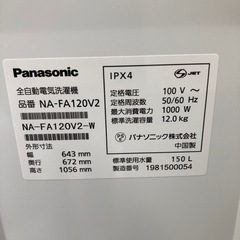 Panasonic
全自動電気洗濯機
品番 NA-FA120V2
NA-FA120V2-W
外形寸法
幅 643 mm
奥行 672 mm
高さ 1056 mm
IPX4
JET
定格電圧 100 V～
定格周波数 50/60 Hz
最大消費電力 1000 W
標準洗濯容量 12.0kg
パナソニック株式会社
中国製
標準使用水量 150 L
製造番号 1981500054